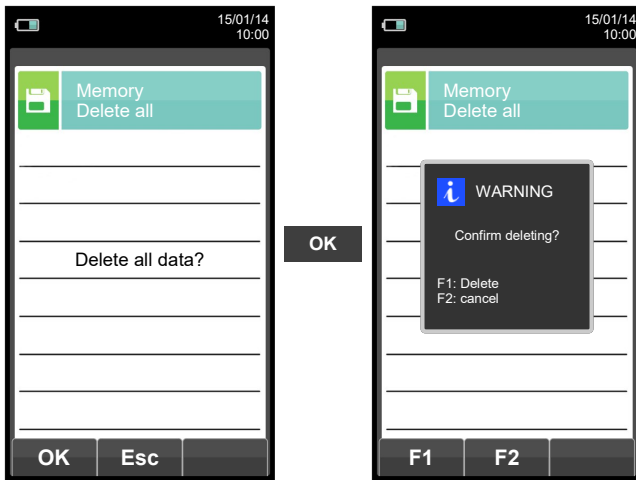 15/01/14
10:00
Memory
Delete all
Delete all data?
OK
Esc
OK
15/01/14
10:00
Memory
Delete all
i WARNING
Confirm deleting?
F1: Delete
F2: cancel
F1
F2